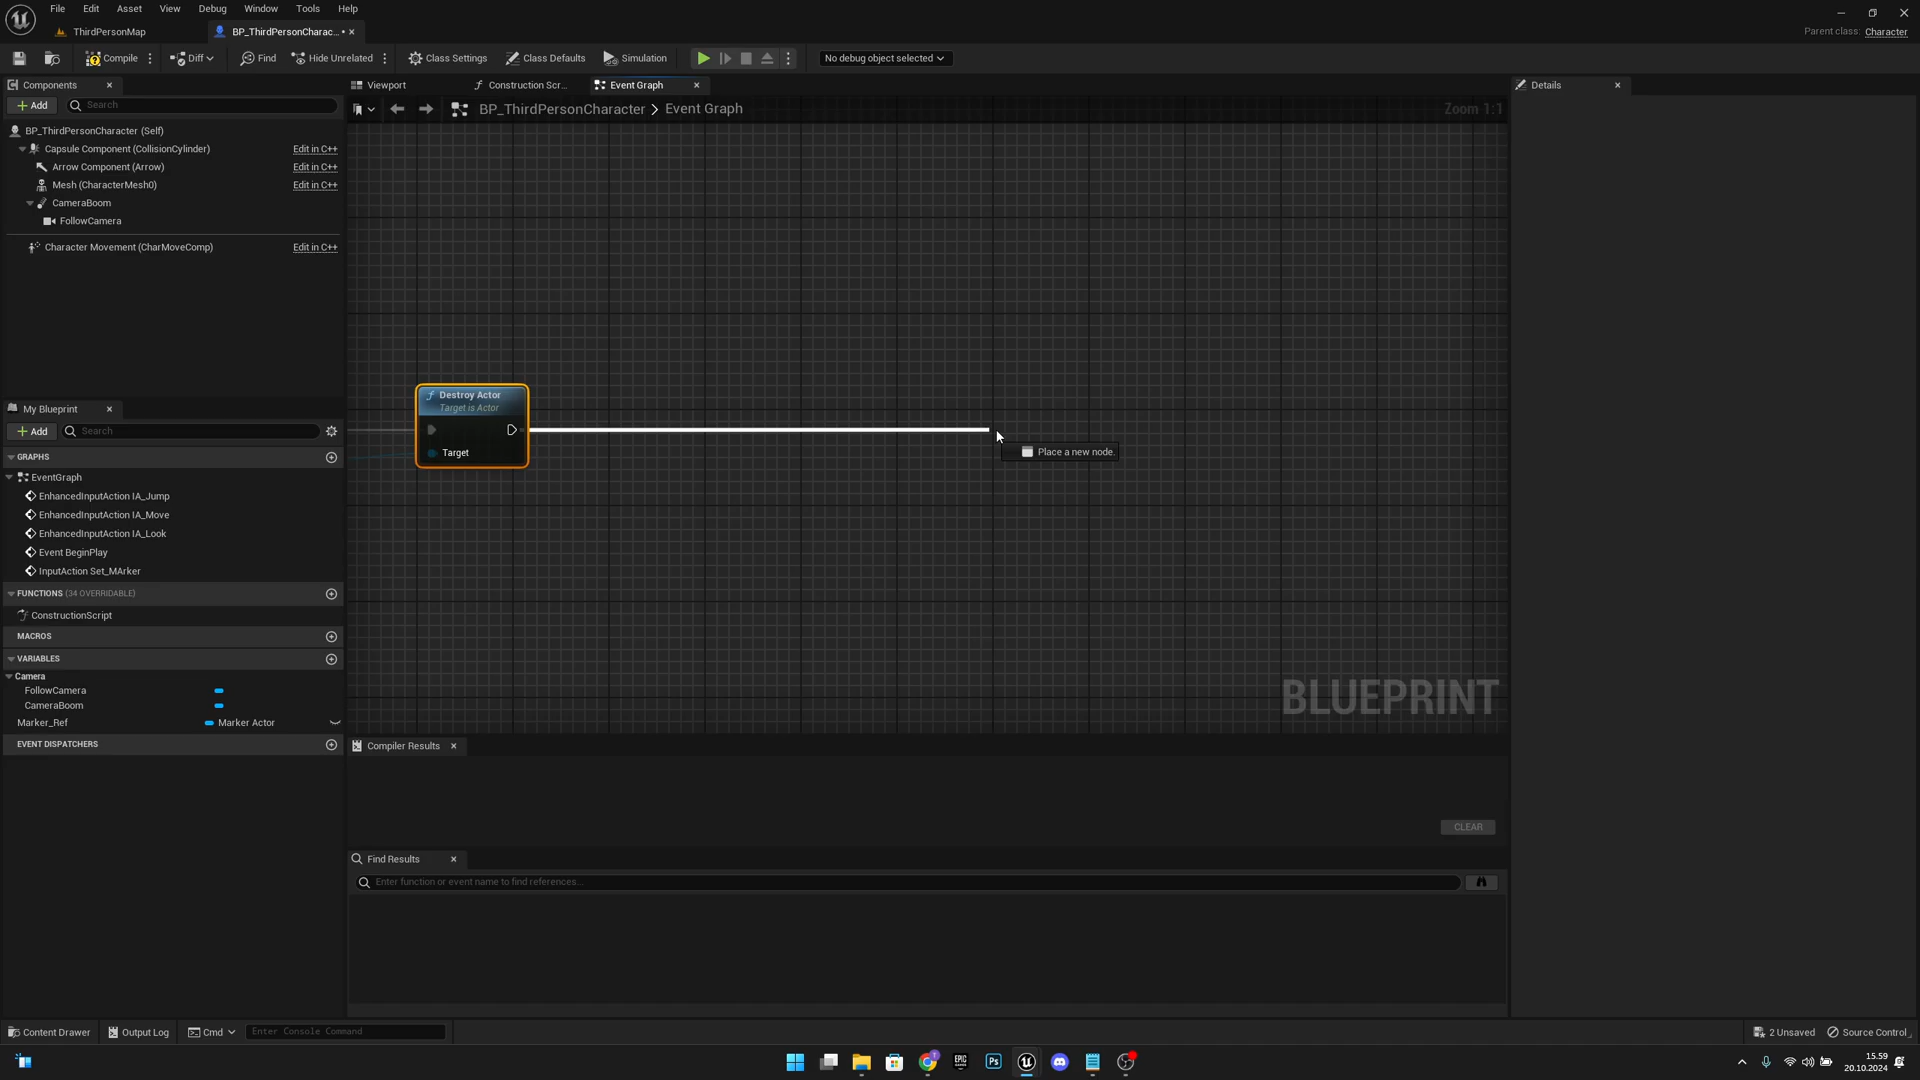 File Edit Asset View Debug Window Tools Help
ThirdPersonMap
BP_ThirdPersonCharac... •
Parent class: Character
Compile
Diff
Find
Hide Unrelated
Class Settings
Class Defaults
Simulation
No debug object selected
Components
Viewport
Construction Scr...
Event Graph
Details
Add
Search
BP_ThirdPersonCharacter > Event Graph
Zoom 1:1
BP_ThirdPersonCharacter (Self)
Capsule Component (CollisionCylinder) Edit in C++
Arrow Component (Arrow) Edit in C++
Mesh (CharacterMesh0) Edit in C++
CameraBoom
FollowCamera
Character Movement (CharMoveComp) Edit in C++
Destroy Actor
Target is Actor
Target
Place a new node.
My Blueprint
Add
Search
GRAPHS
EventGraph
EnhancedInputAction IA_Jump
EnhancedInputAction IA_Move
EnhancedInputAction IA_Look
Event BeginPlay
InputAction Set_MArker
FUNCTIONS (34 OVERRIDABLE)
ConstructionScript
MACROS
VARIABLES
Camera
FollowCamera
CameraBoom
Marker_Ref Marker Actor
EVENT DISPATCHERS
BLUEPRINT
Compiler Results
CLEAR
Find Results
Enter function or event name to find references...
Content Drawer
Output Log
Cmd
Enter Console Command
2 Unsaved
Source Control
EPIC GAMES
Ps
15.59
20.10.2024